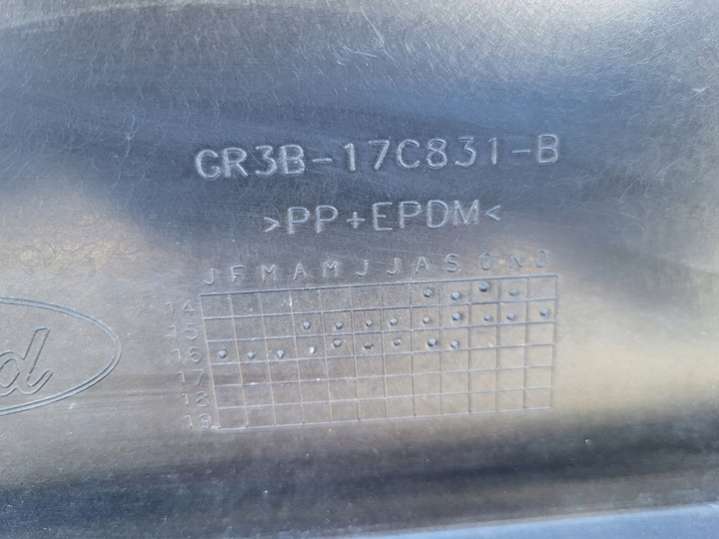 GR3B-17C831-B
>PP+EPDM<
J F M A M J J A S O N D
14
15
16
17
18
19